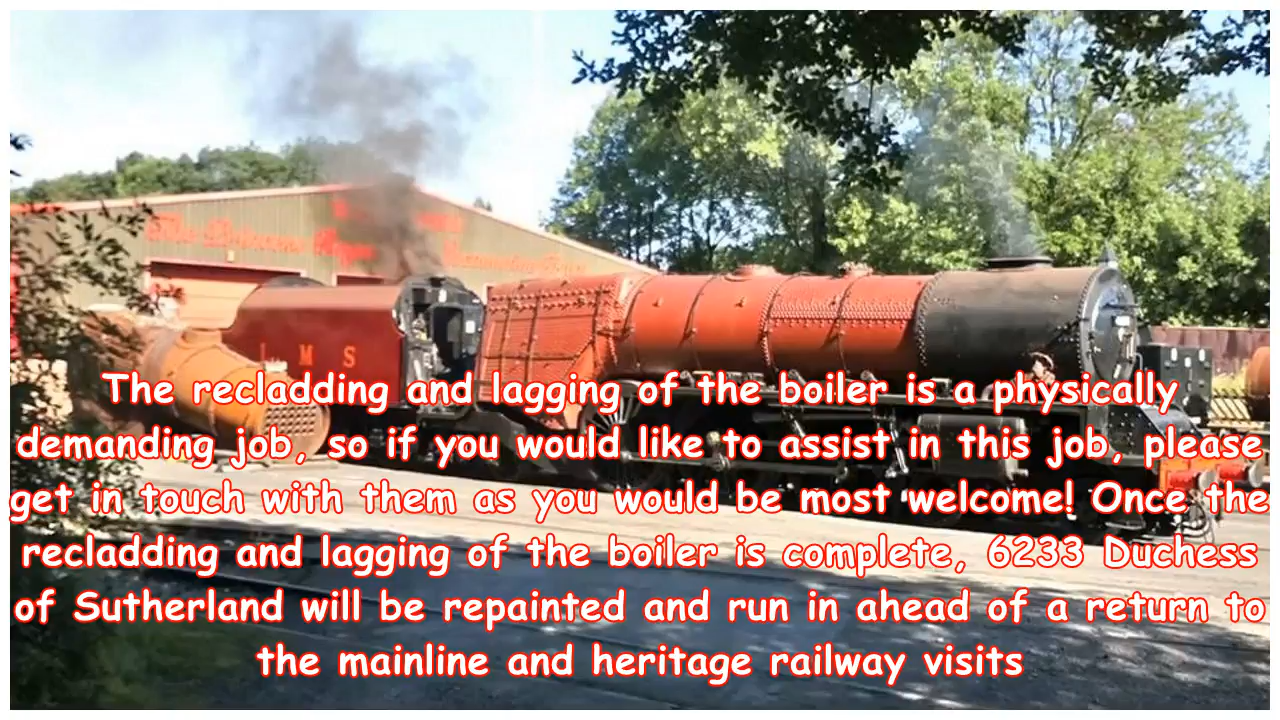 L M S
The recladding and lagging of the boiler is a physically
demanding job, so if you would like to assist in this job, please
get in touch with them as you would be most welcome! Once the
recladding and lagging of the boiler is complete, 6233 Duchess
of Sutherland will be repainted and run in ahead of a return to
the mainline and heritage railway visits